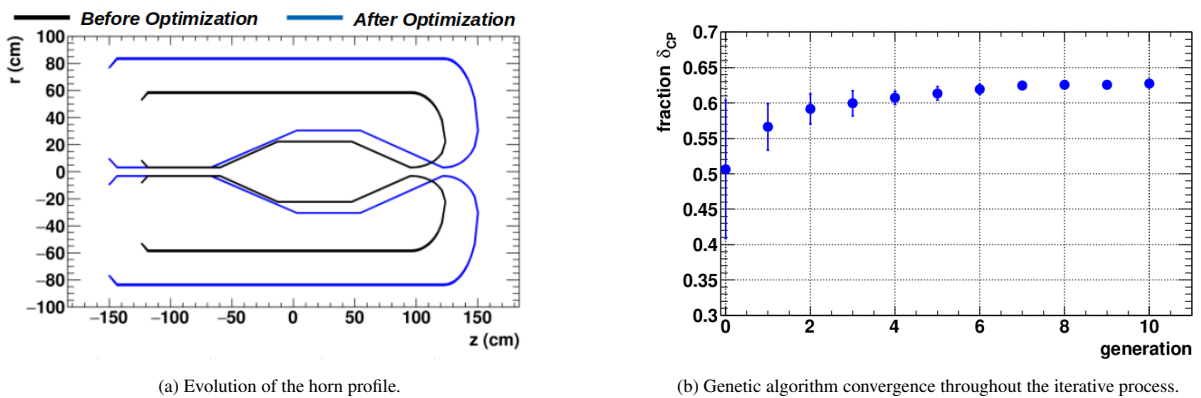 Before Optimization After Optimization
r (cm)
100
80
60
40
20
0
−20
−40
−60
−80
−100
−150 −100 −50 0 50 100 150
z (cm)
(a) Evolution of the horn profile.
fraction δCP
0.7
0.65
0.6
0.55
0.5
0.45
0.4
0.35
0.3
0 2 4 6 8 10
generation
(b) Genetic algorithm convergence throughout the iterative process.